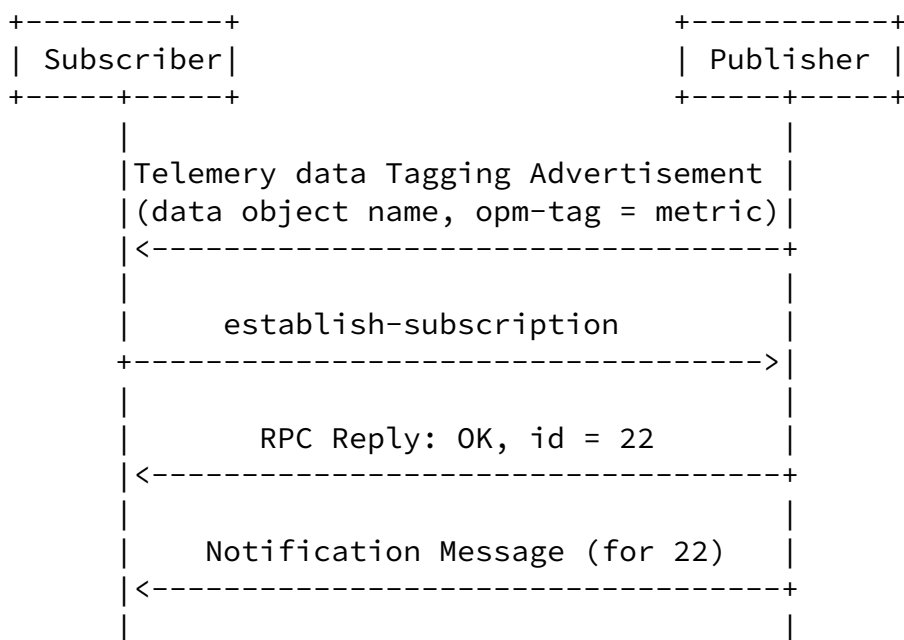 Subscriber
Publisher
Telemery data Tagging Advertisement
(data object name, opm-tag = metric)
establish-subscription
RPC Reply: OK, id = 22
Notification Message (for 22)